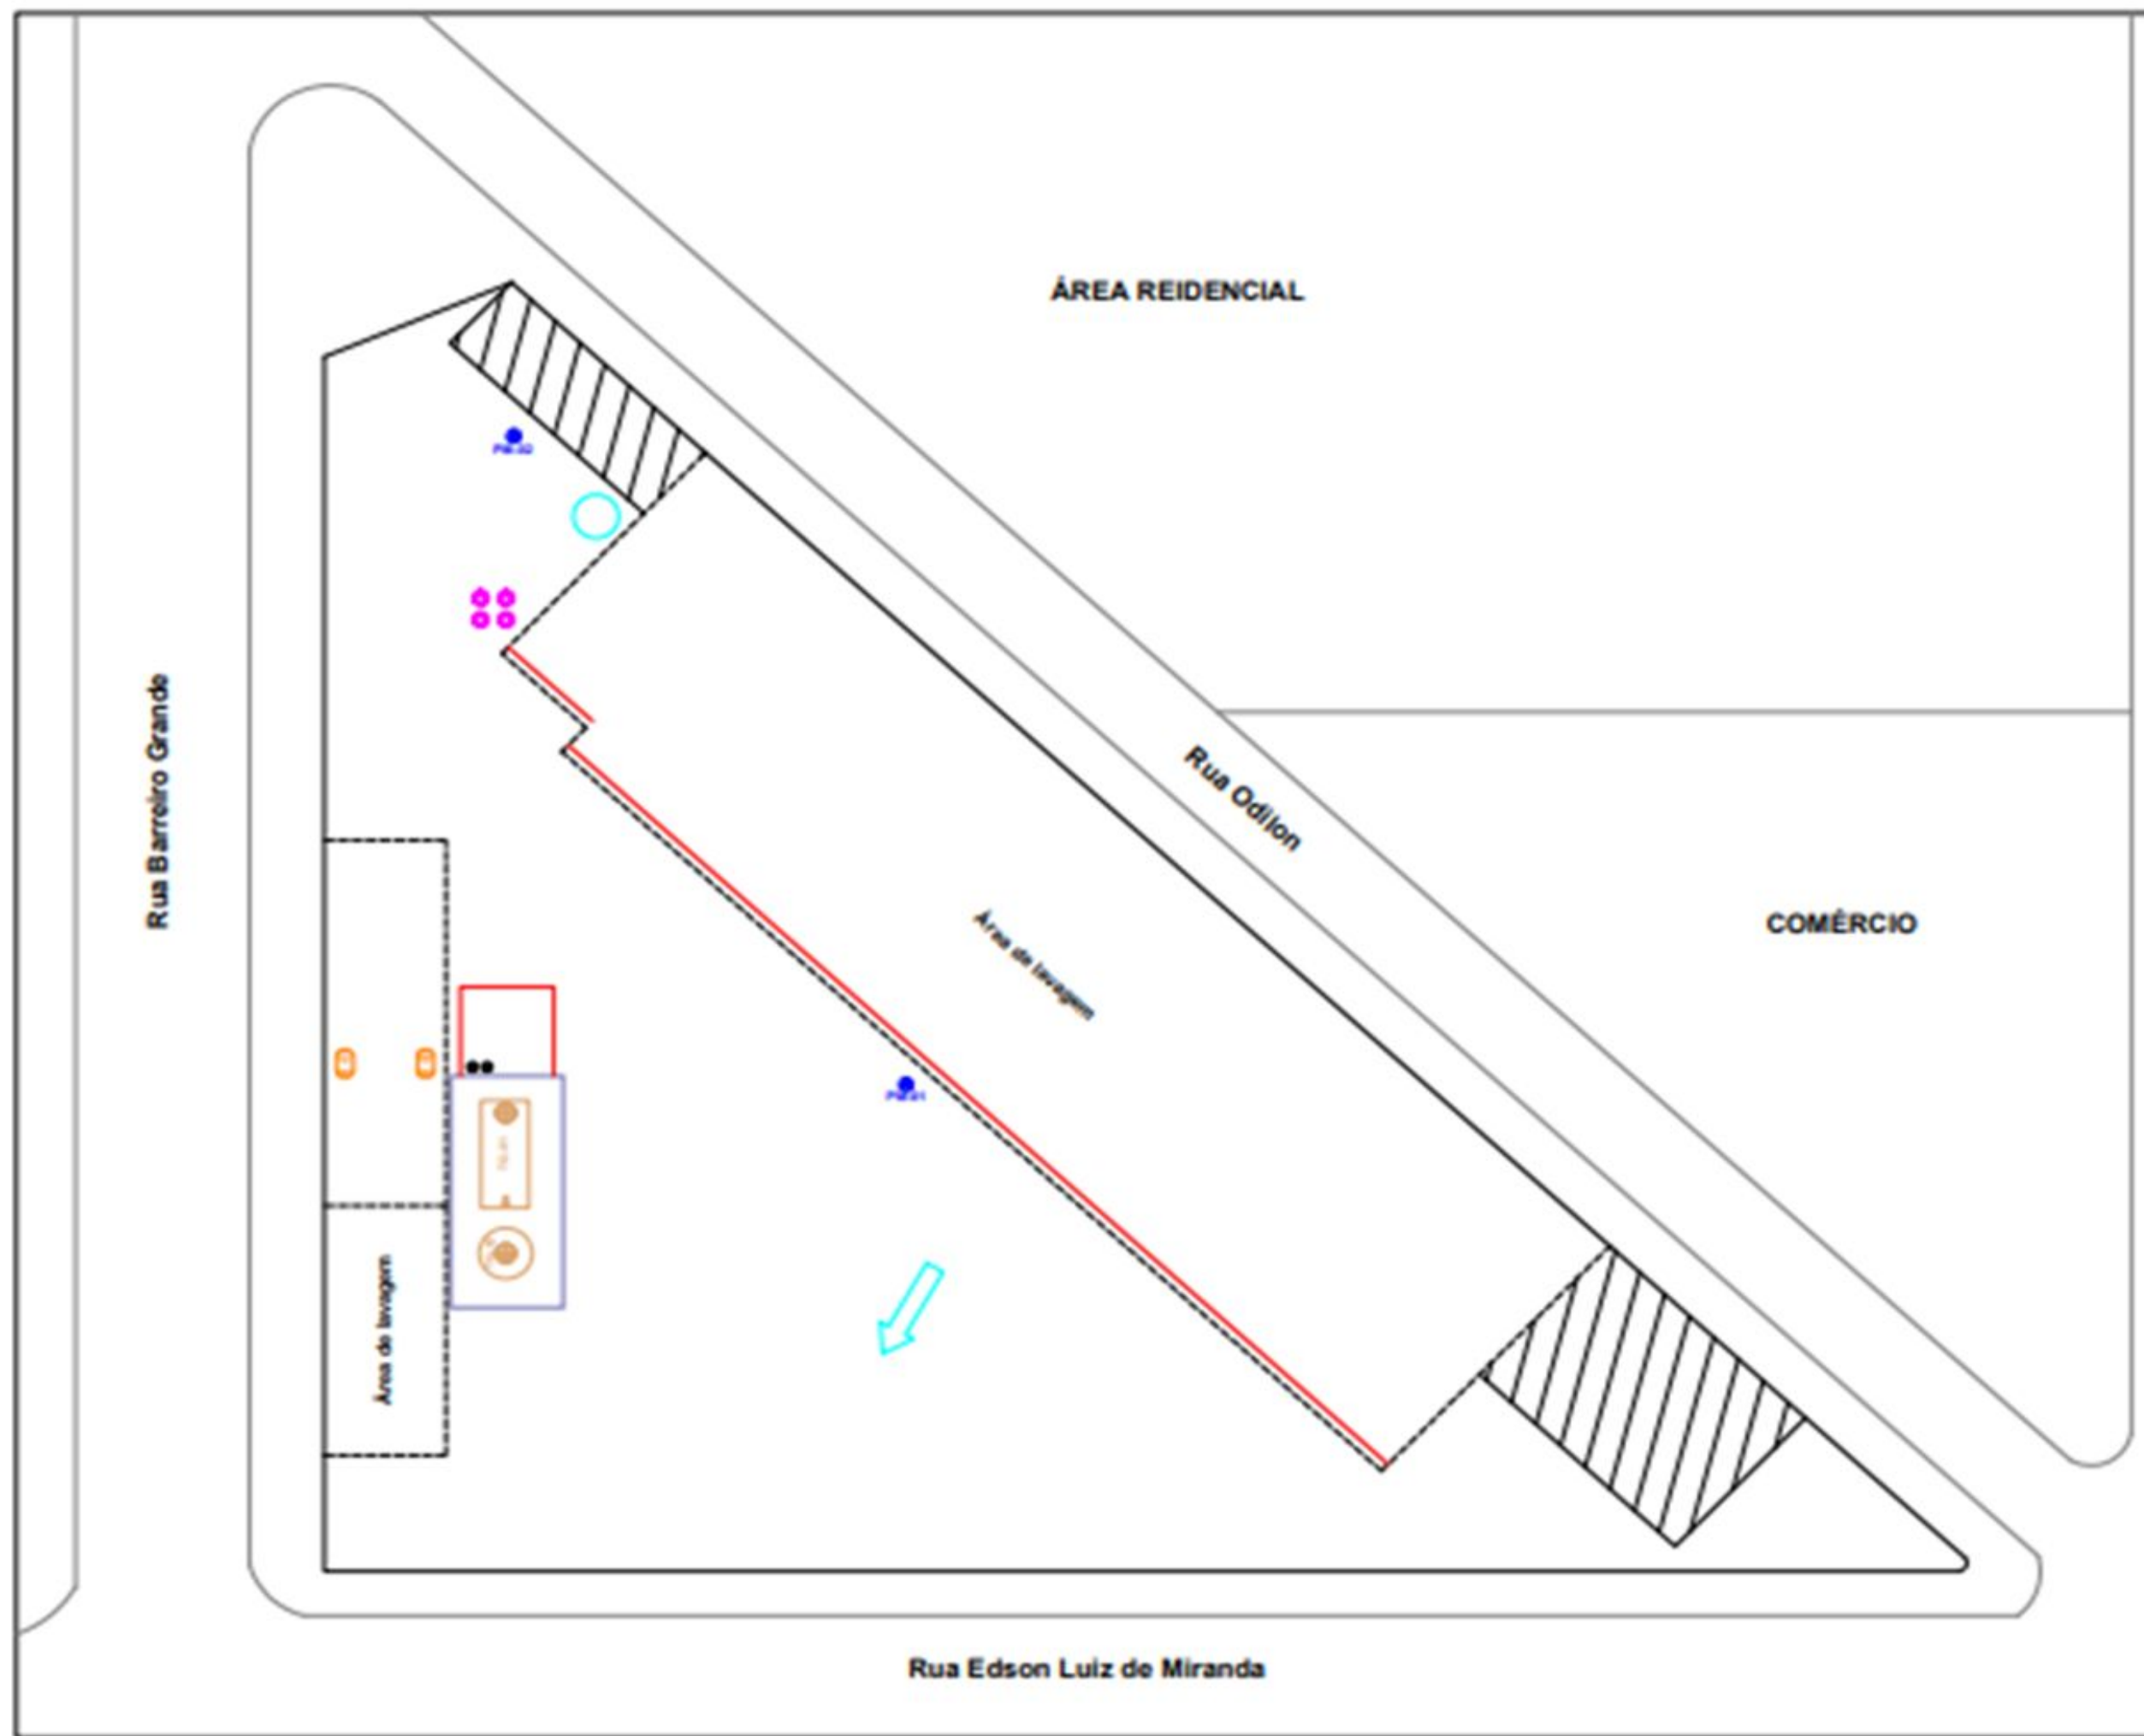 ÁREA REIDENCIAL
Rua Barreiro Grande
Rua Odilon
COMÉRCIO
Área de lavagem
Área de lavagem
Rua Edson Luiz de Miranda